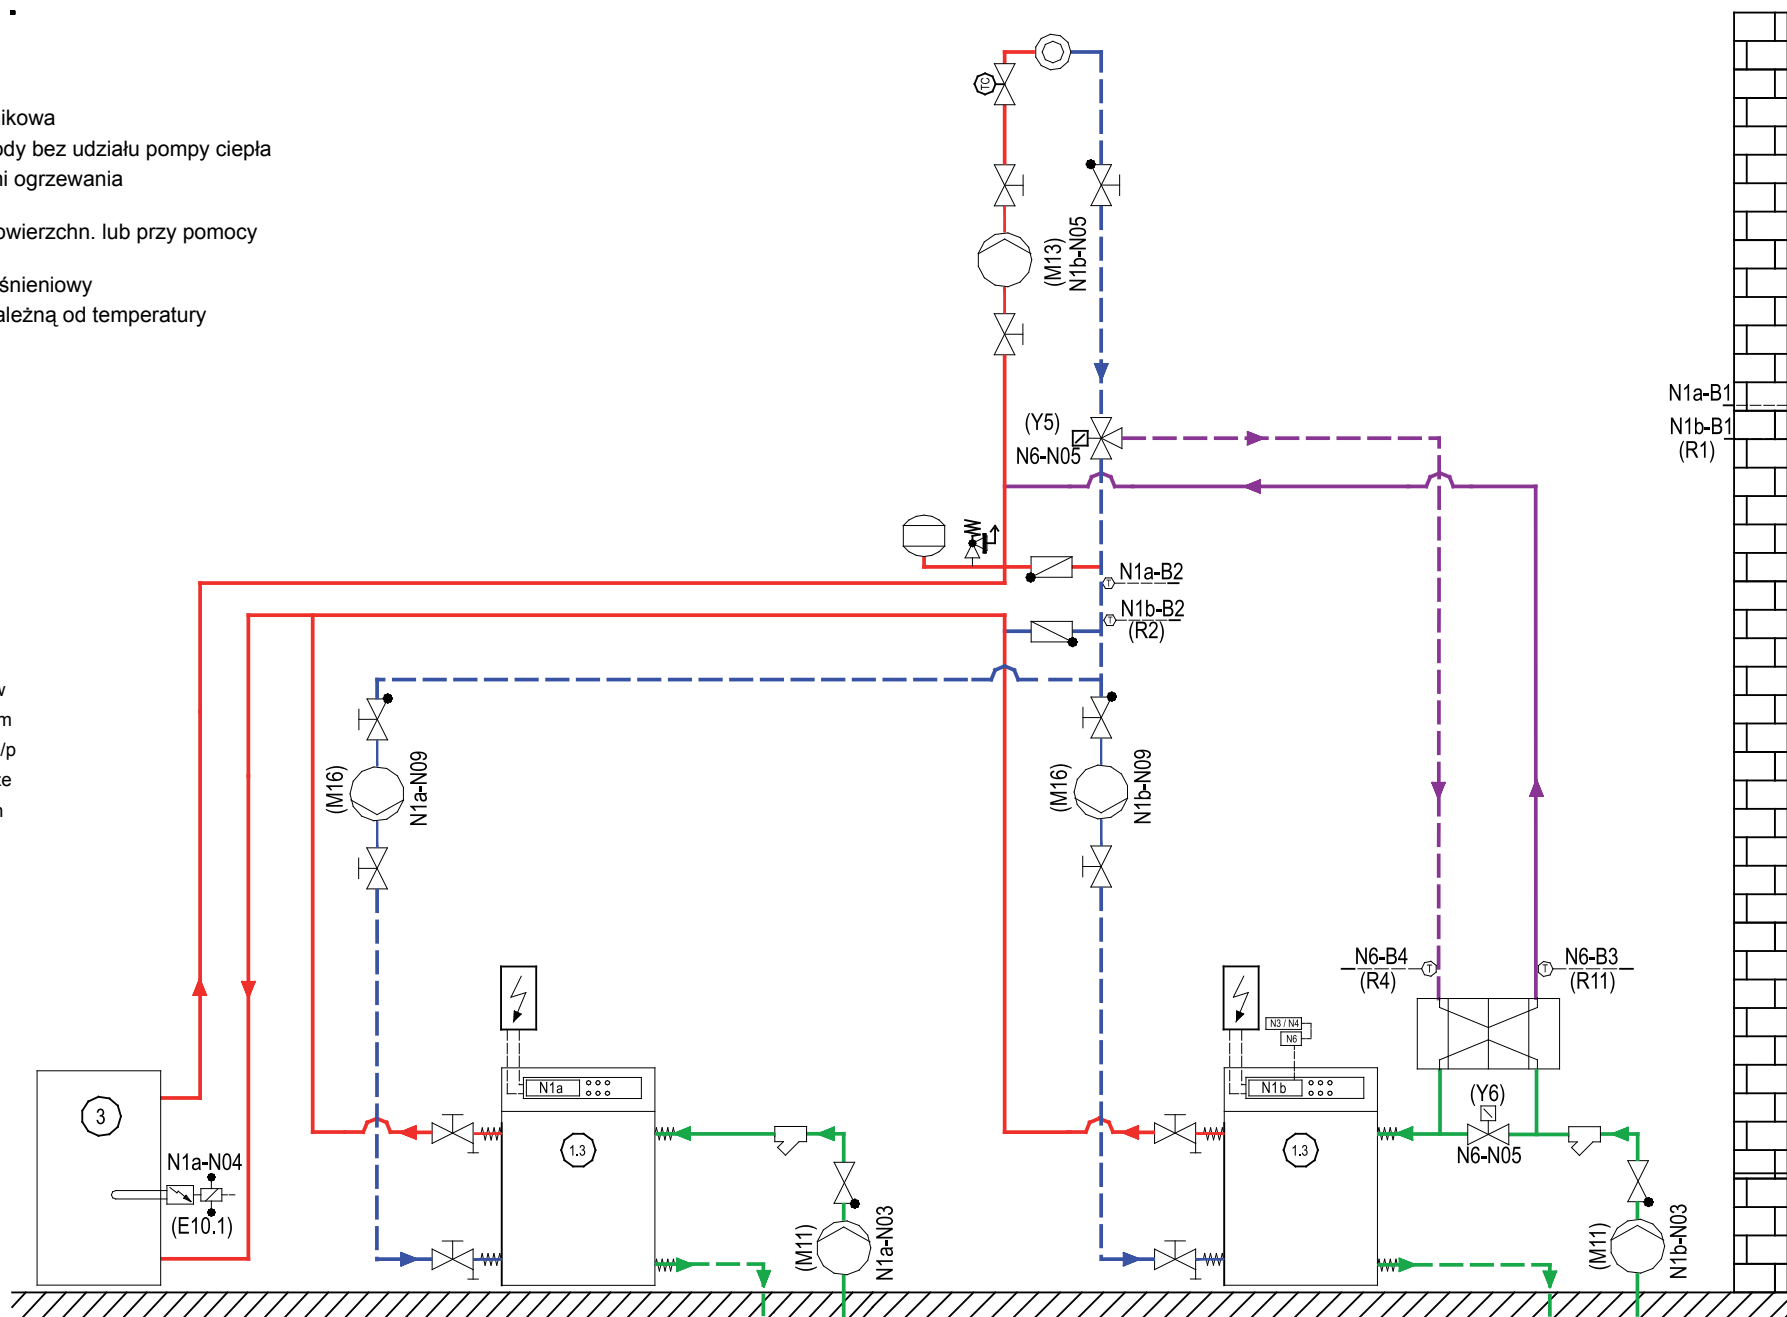 ikowa
ody bez udziału pompy ciepła
ni ogrzewania
owierzchn. lub przy pomocy
śnieniowy
ależną od temperatury
w
m
/p
że
h
TC
(M13)
N1b-N05
(Y5)
N6-N05
N1a-B1
N1b-B1
(R1)
W
T
N1a-B2
T
N1b-B2
(R2)
(M16)
N1a-N09
(M16)
N1b-N09
N6-B4
(R4)
T
T
N6-B3
(R11)
N3 / N4
N6
N1a
N1b
(Y6)
N6-N05
3
1.3
1.3
N1a-N04
(E10.1)
(M11)
N1a-N03
(M11)
N1b-N03